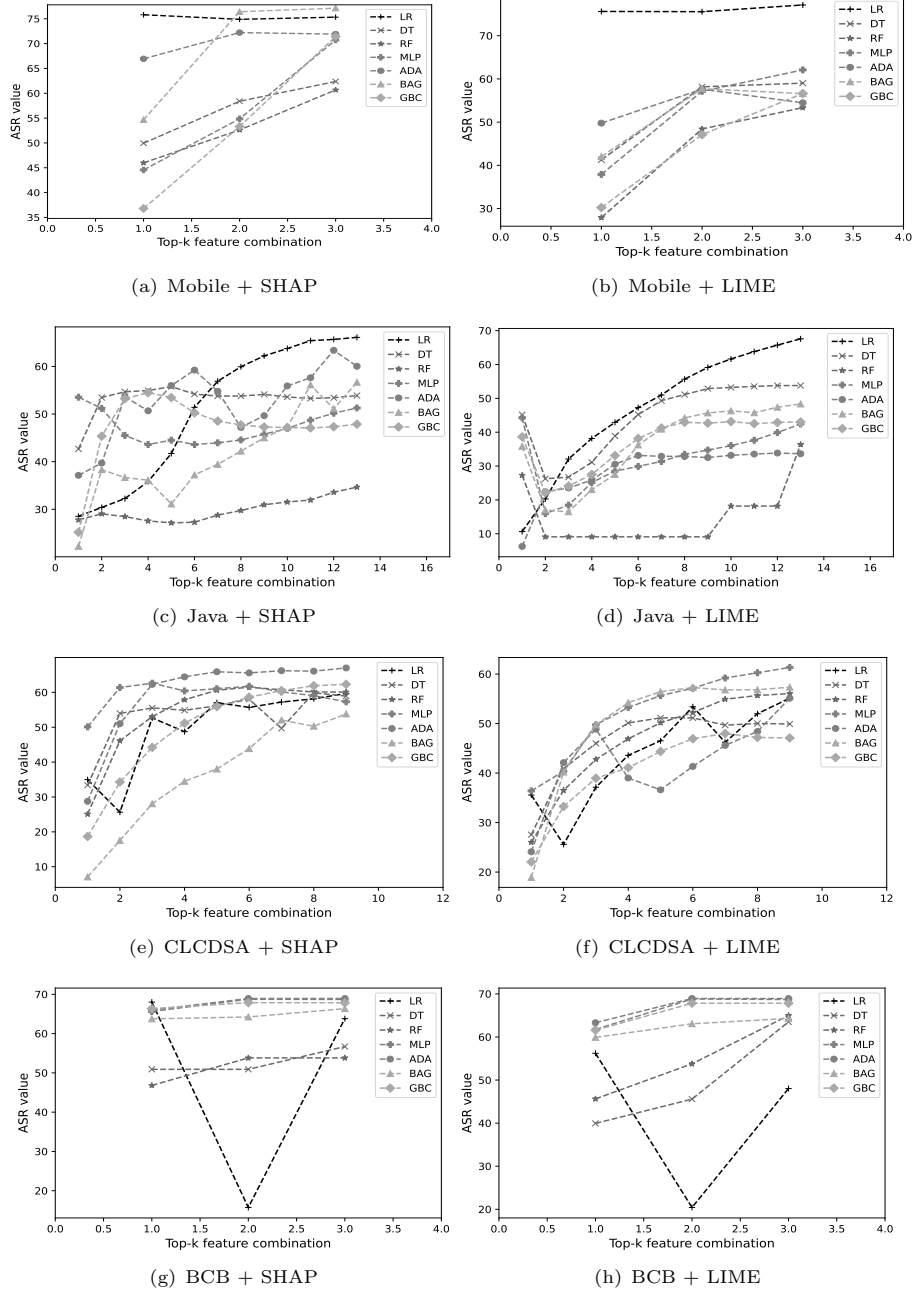 75
70
65
60
55
50
45
40
35
ASR value
0.0 0.5 1.0 1.5 2.0 2.5 3.0 3.5 4.0
Top-k feature combination
LR
DT
RF
MLP
ADA
BAG
GBC
(a) Mobile + SHAP
70
60
50
40
30
ASR value
0.0 0.5 1.0 1.5 2.0 2.5 3.0 3.5 4.0
Top-k feature combination
LR
DT
RF
MLP
ADA
BAG
GBC
(b) Mobile + LIME
60
50
40
30
ASR value
0 2 4 6 8 10 12 14 16
Top-k feature combination
LR
DT
RF
MLP
ADA
BAG
GBC
(c) Java + SHAP
70
60
50
40
30
20
10
ASR value
0 2 4 6 8 10 12 14 16
Top-k feature combination
LR
DT
RF
MLP
ADA
BAG
GBC
(d) Java + LIME
60
50
40
30
20
10
ASR value
0 2 4 6 8 10 12
Top-k feature combination
LR
DT
RF
MLP
ADA
BAG
GBC
(e) CLCDSA + SHAP
60
50
40
30
20
ASR value
0 2 4 6 8 10 12
Top-k feature combination
LR
DT
RF
MLP
ADA
BAG
GBC
(f) CLCDSA + LIME
70
60
50
40
30
20
ASR value
0.0 0.5 1.0 1.5 2.0 2.5 3.0 3.5 4.0
Top-k feature combination
LR
DT
RF
MLP
ADA
BAG
GBC
(g) BCB + SHAP
70
60
50
40
30
20
ASR value
0.0 0.5 1.0 1.5 2.0 2.5 3.0 3.5 4.0
Top-k feature combination
LR
DT
RF
MLP
ADA
BAG
GBC
(h) BCB + LIME